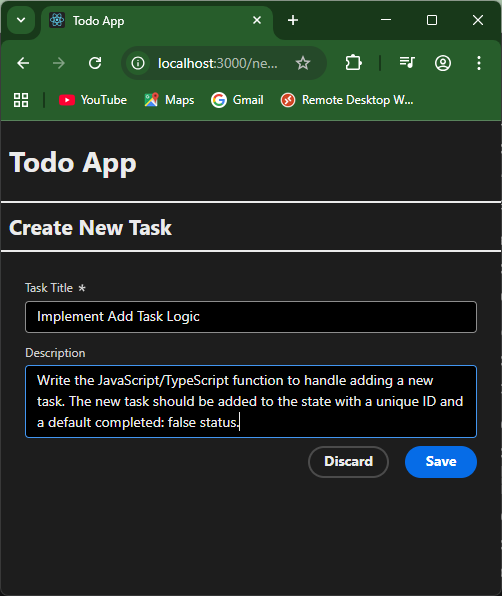 Todo App
localhost:3000/ne...
YouTube
Maps
Gmail
Remote Desktop W...
Todo App
Create New Task
Task Title *
Implement Add Task Logic
Description
Write the JavaScript/TypeScript function to handle adding a new
task. The new task should be added to the state with a unique ID and
a default completed: false status.
Discard
Save